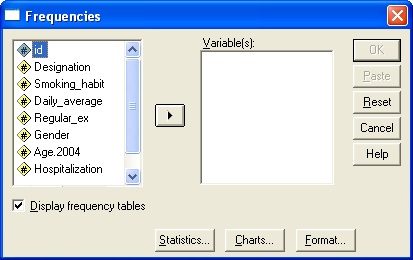 Frequencies
Variable(s):
id
Designation
Smoking_habit
Daily_average
Regular_ex
Gender
Age.2004
Hospitalization
OK
Paste
Reset
Cancel
Help
Display frequency tables
Statistics...
Charts...
Format...